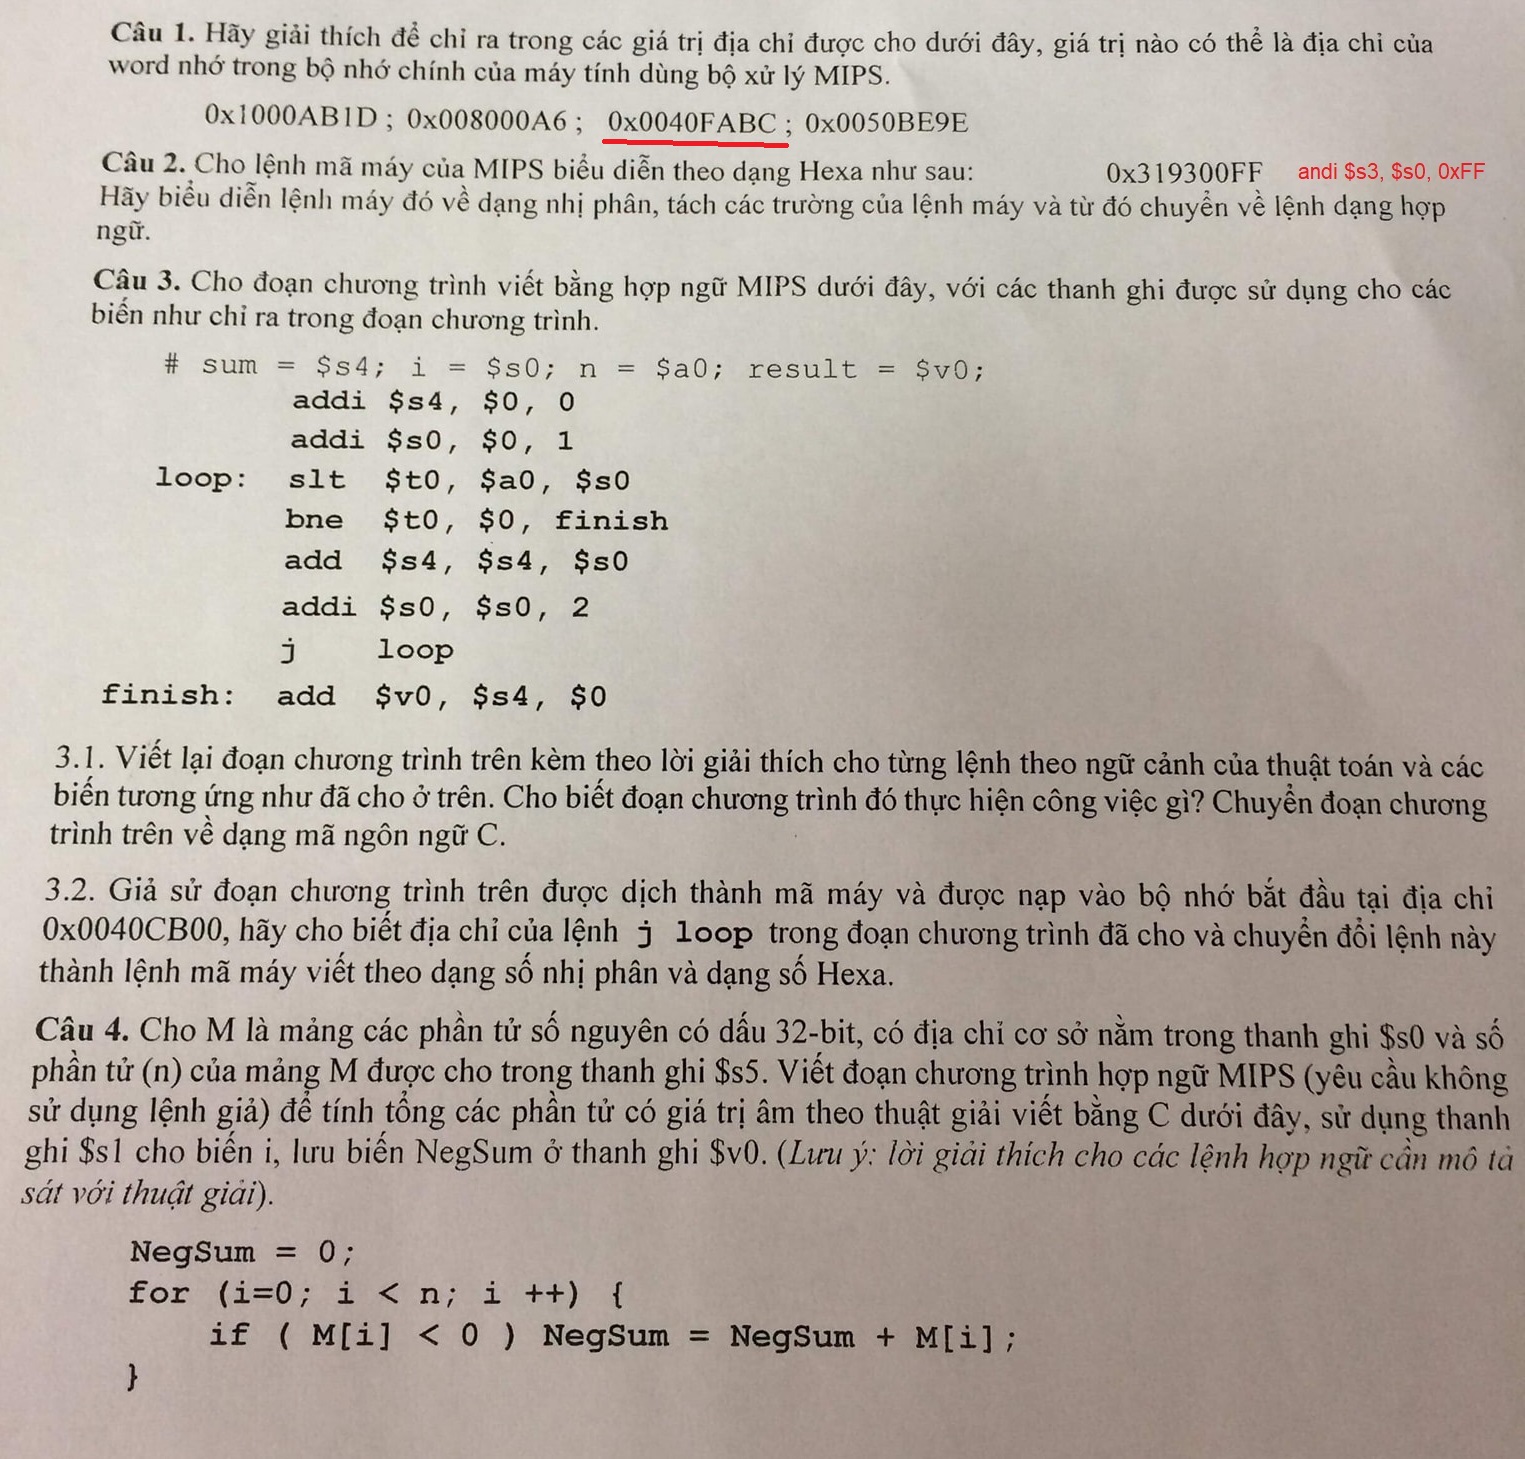 Câu 1. Hãy giải thích để chỉ ra trong các giá trị địa chỉ được cho dưới đây, giá trị nào có thể là địa chỉ của
word nhớ trong bộ nhớ chính của máy tính dùng bộ xử lý MIPS.
0x1000AB1D ; 0x008000A6 ; 0x0040FABC ; 0x0050BE9E
Câu 2. Cho lệnh mã máy của MIPS biểu diễn theo dạng Hexa như sau: 0x319300FF andi $s3, $s0, 0xFF
Hãy biểu diễn lệnh máy đó về dạng nhị phân, tách các trường của lệnh máy và từ đó chuyển về lệnh dạng hợp
ngữ.
Câu 3. Cho đoạn chương trình viết bằng hợp ngữ MIPS dưới đây, với các thanh ghi được sử dụng cho các
biến như chỉ ra trong đoạn chương trình.
# sum = $s4; i = $s0; n = $a0; result = $v0;
addi $s4, $0, 0
addi $s0, $0, 1
loop: slt $t0, $a0, $s0
bne $t0, $0, finish
add $s4, $s4, $s0
addi $s0, $s0, 2
j loop
finish: add $v0, $s4, $0
3.1. Viết lại đoạn chương trình trên kèm theo lời giải thích cho từng lệnh theo ngữ cảnh của thuật toán và các
biến tương ứng như đã cho ở trên. Cho biết đoạn chương trình đó thực hiện công việc gì? Chuyển đoạn chương
trình trên về dạng mã ngôn ngữ C.
3.2. Giả sử đoạn chương trình trên được dịch thành mã máy và được nạp vào bộ nhớ bắt đầu tại địa chỉ
0x0040CB00, hãy cho biết địa chỉ của lệnh j loop trong đoạn chương trình đã cho và chuyển đổi lệnh này
thành lệnh mã máy viết theo dạng số nhị phân và dạng số Hexa.
Câu 4. Cho M là mảng các phần tử số nguyên có dấu 32-bit, có địa chỉ cơ sở nằm trong thanh ghi $s0 và số
phần tử (n) của mảng M được cho trong thanh ghi $s5. Viết đoạn chương trình hợp ngữ MIPS (yêu cầu không
sử dụng lệnh giả) để tính tổng các phần tử có giá trị âm theo thuật giải viết bằng C dưới đây, sử dụng thanh
ghi $s1 cho biến i, lưu biến NegSum ở thanh ghi $v0. (Lưu ý: lời giải thích cho các lệnh hợp ngữ cần mô tả
sát với thuật giải).
NegSum = 0;
for (i=0; i < n; i ++) {
if ( M[i] < 0 ) NegSum = NegSum + M[i];
}